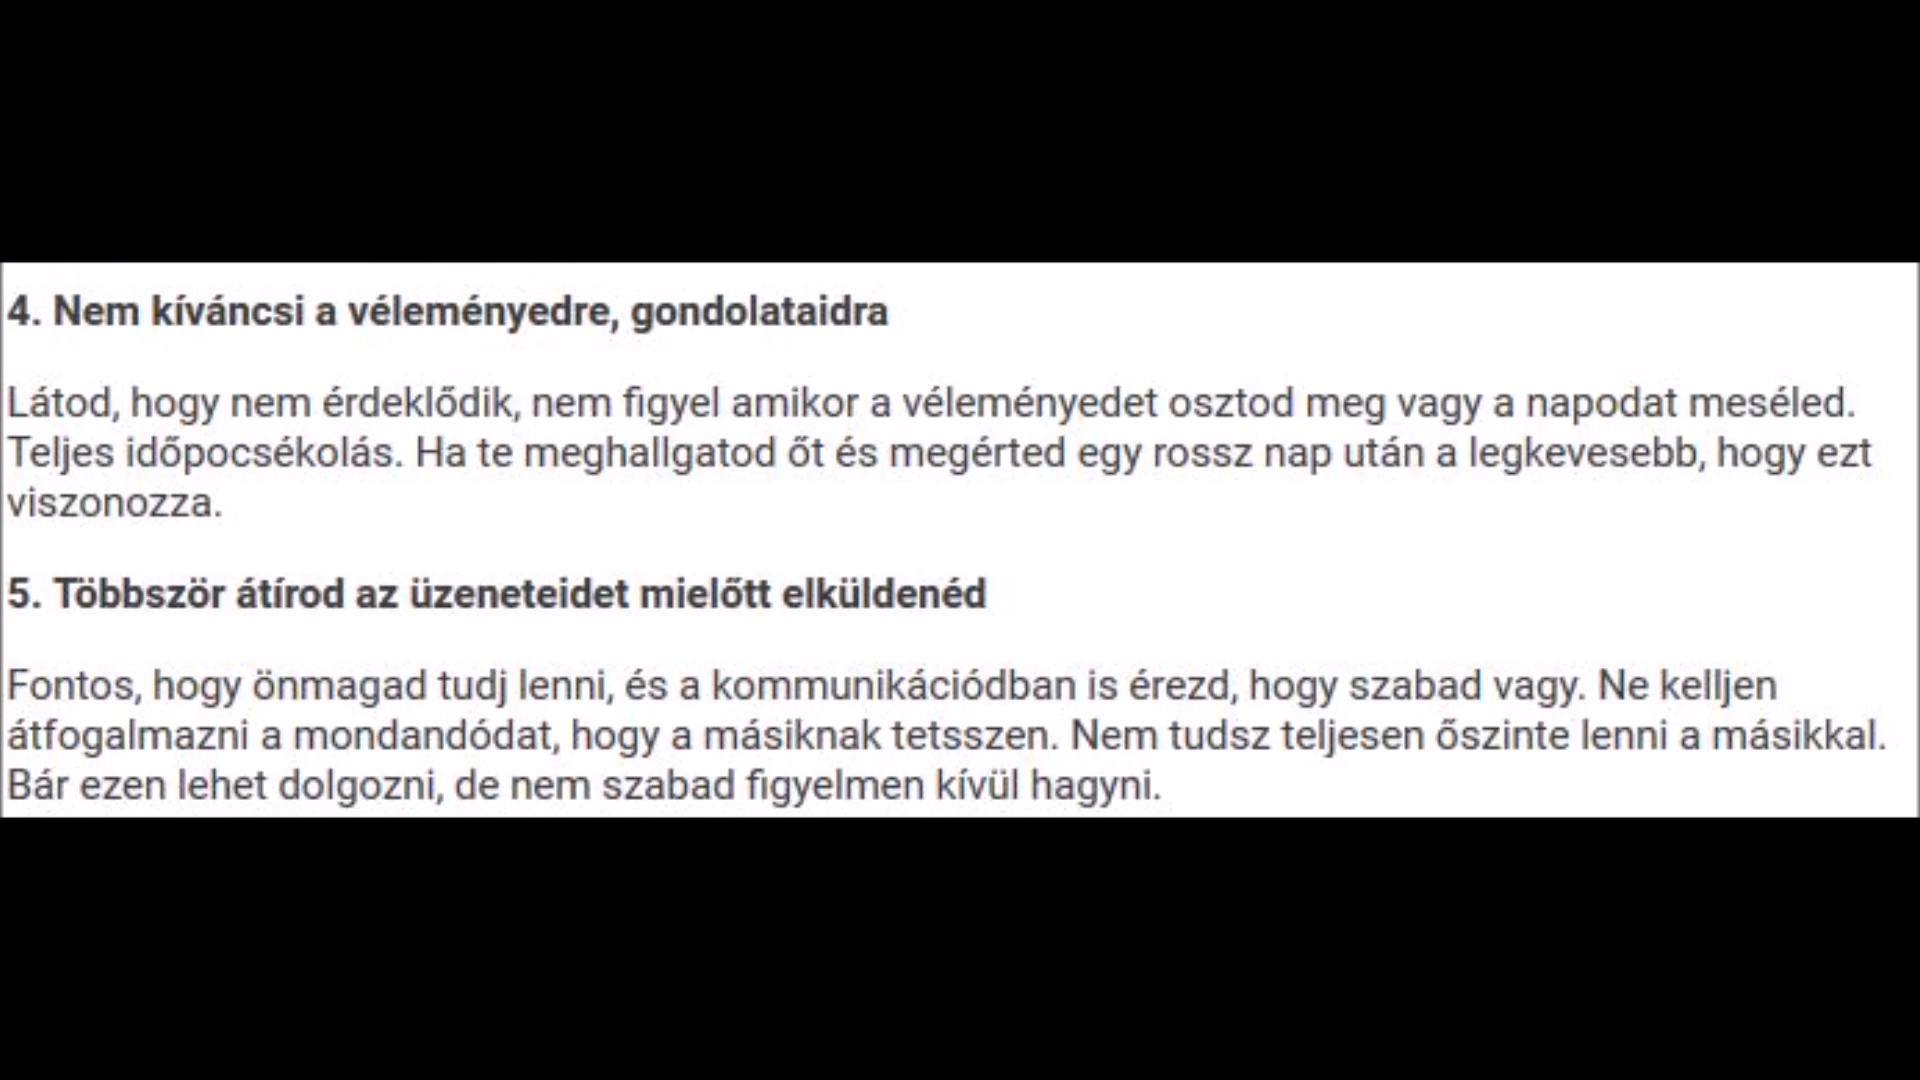 4. Nem kíváncsi a véleményedre, gondolataidra
Látod, hogy nem érdeklődik, nem figyel amikor a véleményedet osztod meg vagy a napodat meséled.
Teljes időpocsékolás. Ha te meghallgatod őt és megérted egy rossz nap után a legkevesebb, hogy ezt
viszonozza.
5. Többször átírod az üzeneteidet mielőtt elküldenéd
Fontos, hogy önmagad tudj lenni, és a kommunikációdban is érezd, hogy szabad vagy. Ne kelljen
átfogalmazni a mondandódat, hogy a másiknak tetsszen. Nem tudsz teljesen őszinte lenni a másikkal.
Bár ezen lehet dolgozni, de nem szabad figyelmen kívül hagyni.